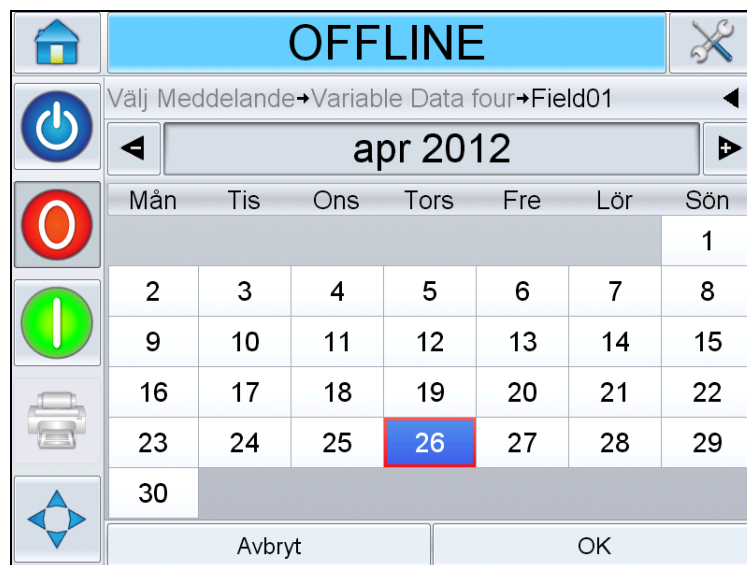 OFFLINE
Välj Meddelande→Variable Data four→Field01
apr 2012
Mån Tis Ons Tors Fre Lör Sön
1
2 3 4 5 6 7 8
9 10 11 12 13 14 15
16 17 18 19 20 21 22
23 24 25 26 27 28 29
30
Avbryt OK